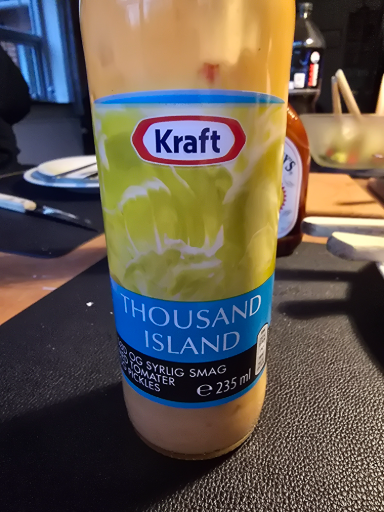 Kraft
THOUSAND
ISLAND
OG SYRLIG SMAG
TOMATER
PICKLES
℮ 235 ml